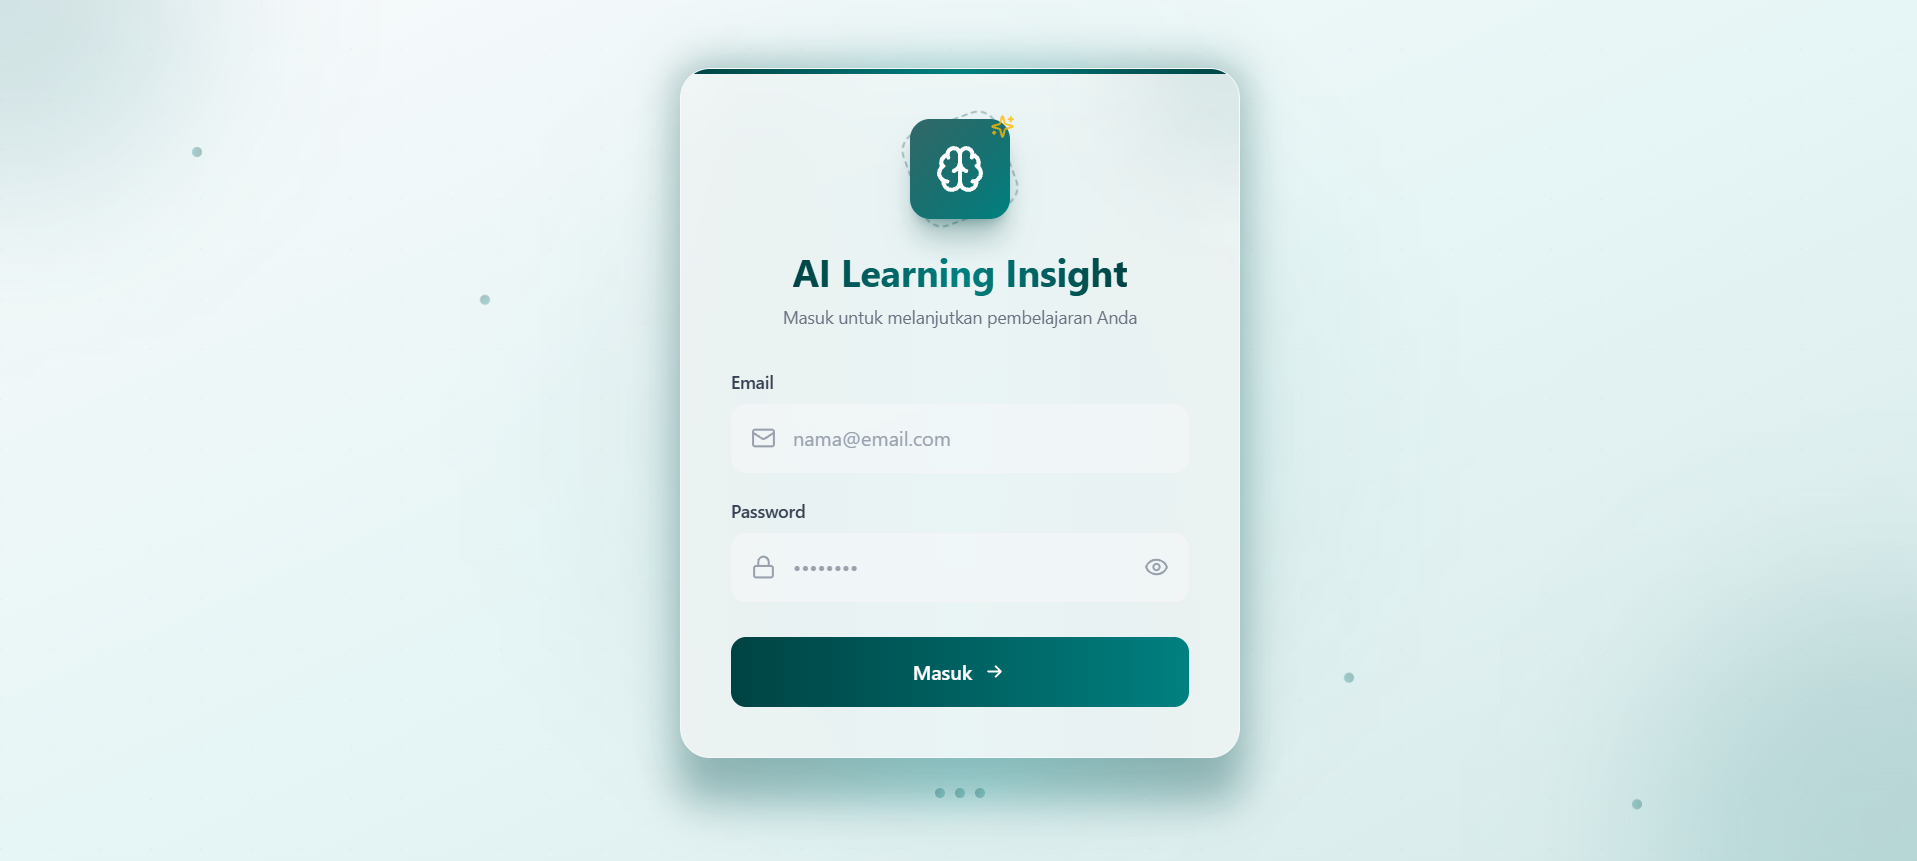 AI Learning Insight
Masuk untuk melanjutkan pembelajaran Anda
Email
nama@email.com
Password
••••••••
Masuk →